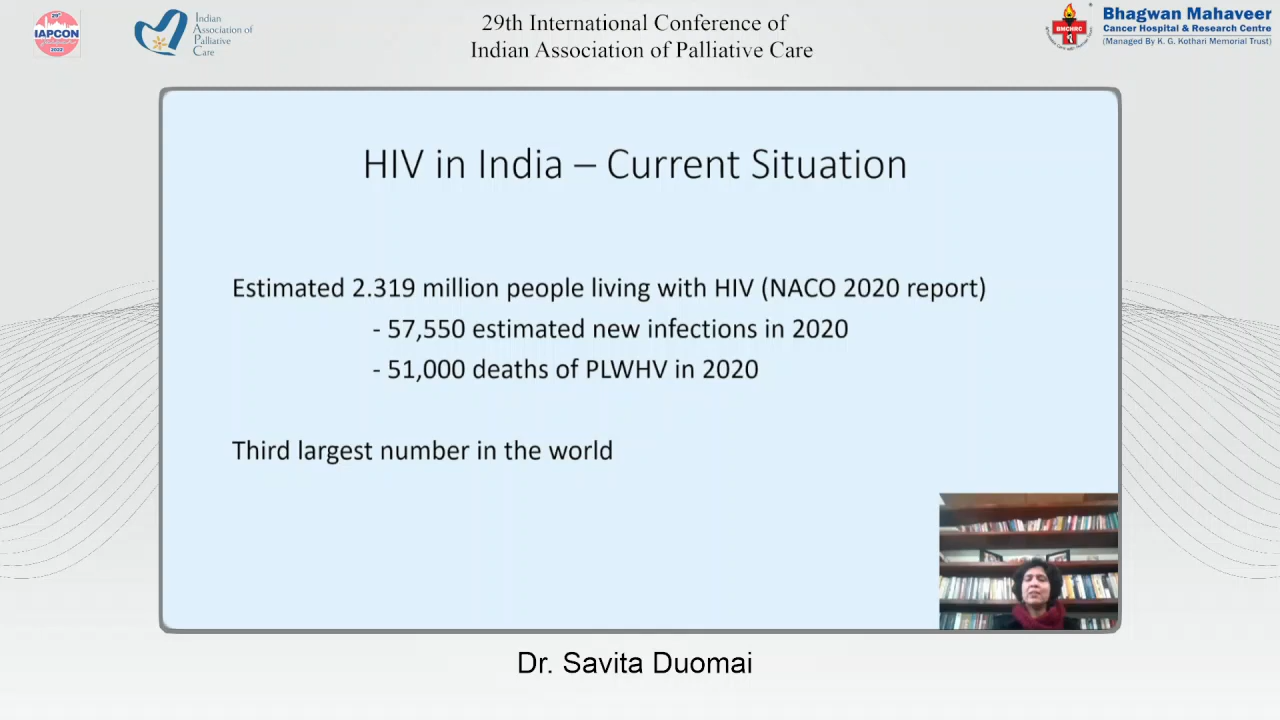 29th International Conference of
Indian Association of Palliative Care
29th
IAPCON
2022
Indian
Association of
Palliative
Care
BMCHRC
Bhagwan Mahaveer
Cancer Hospital & Research Centre
(Managed By K. G. Kothari Memorial Trust)
HIV in India – Current Situation
Estimated 2.319 million people living with HIV (NACO 2020 report)
- 57,550 estimated new infections in 2020
- 51,000 deaths of PLWHV in 2020
Third largest number in the world
Dr. Savita Duomai